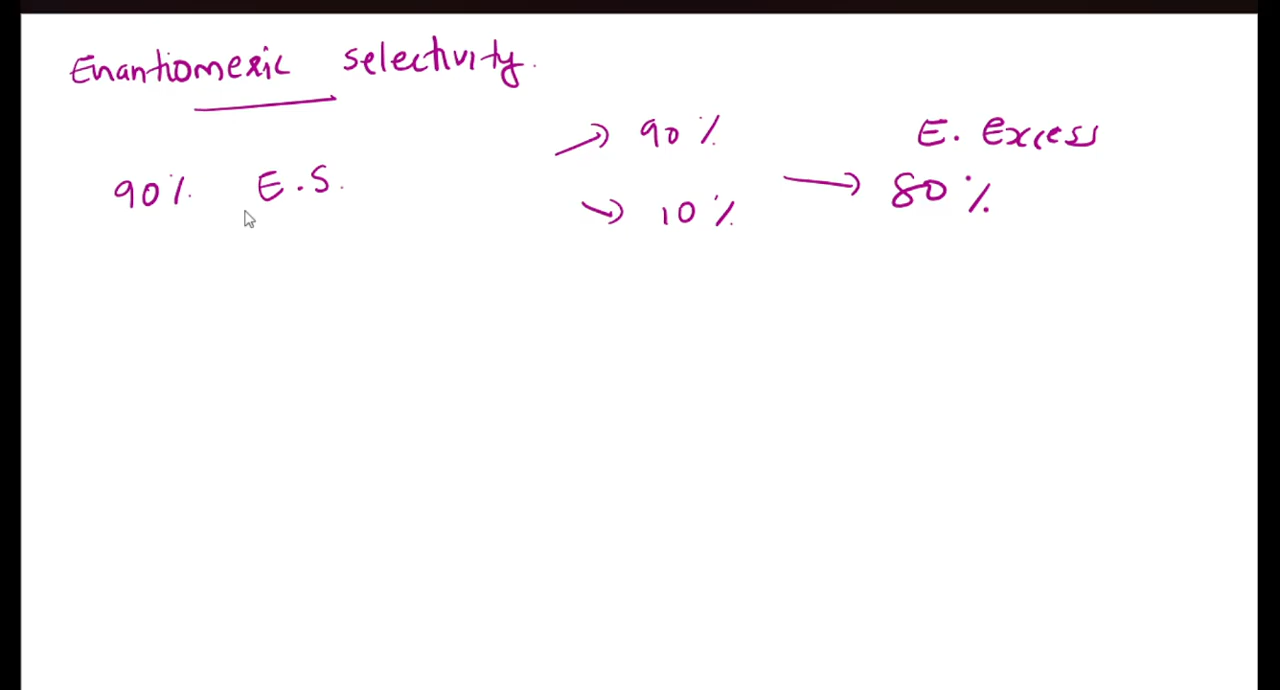 Enantiomeric selectivity.
→ 90% E. Excess
90% E.S. → 80%
→ 10%